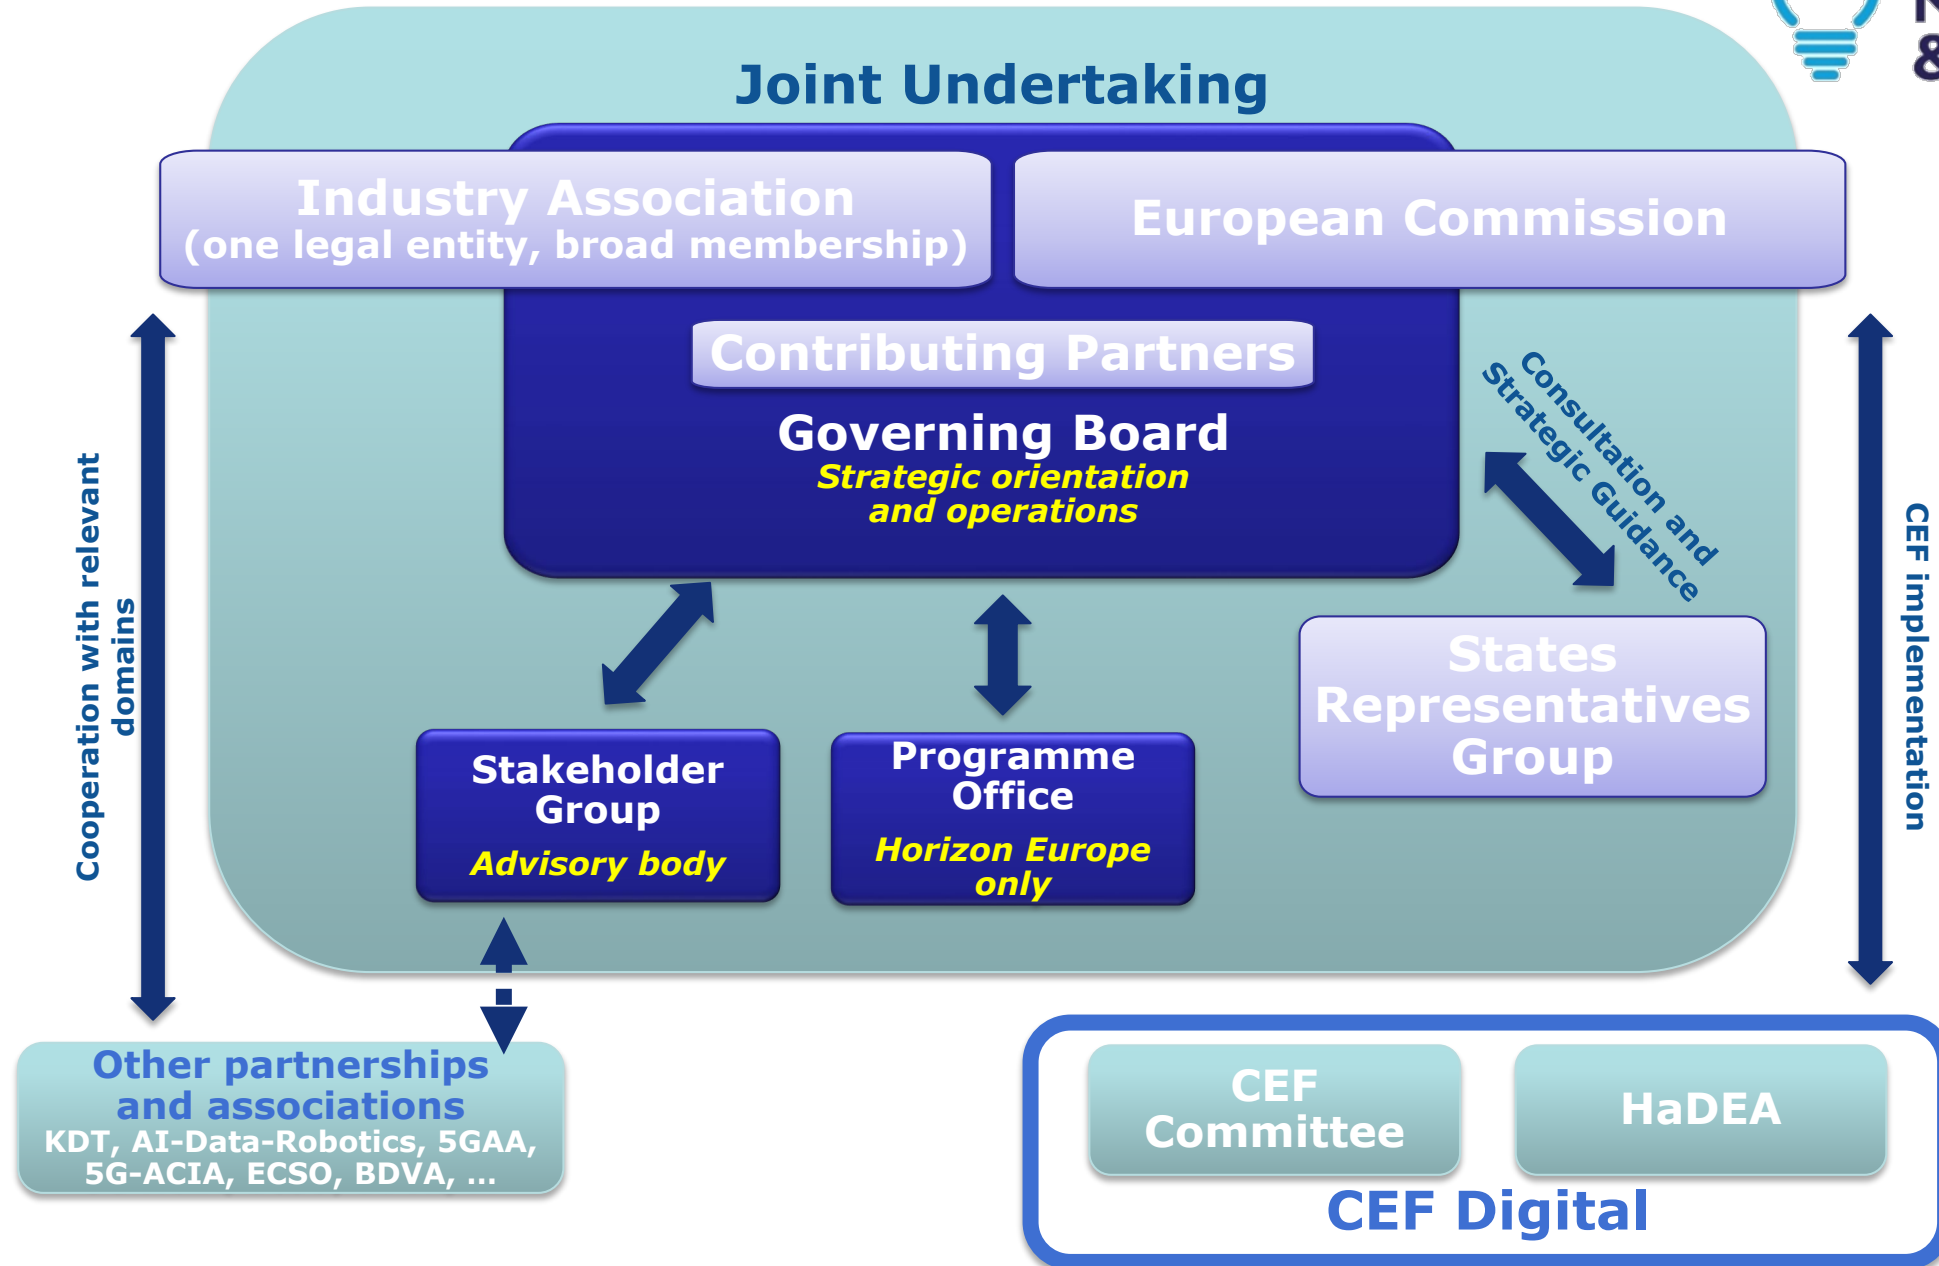 &
Joint Undertaking
Industry Association
(one legal entity, broad membership)
European Commission
Contributing Partners
Governing Board
Strategic orientation
and operations
Consultation and
Strategic Guidance
Cooperation with relevant
domains
CEF implementation
States
Representatives
Group
Stakeholder
Group
Advisory body
Programme
Office
Horizon Europe
only
Other partnerships
and associations
KDT, AI-Data-Robotics, 5GAA,
5G-ACIA, ECSO, BDVA, ...
CEF
Committee
HaDEA
CEF Digital